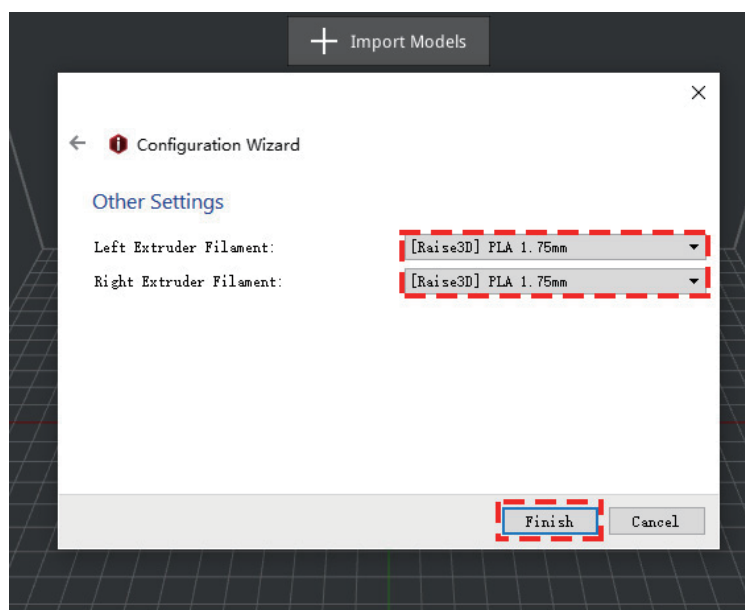 Import Models
Configuration Wizard
Other Settings
Left Extruder Filament: [Raise3D] PLA 1.75mm
Right Extruder Filament: [Raise3D] PLA 1.75mm
Finish Cancel